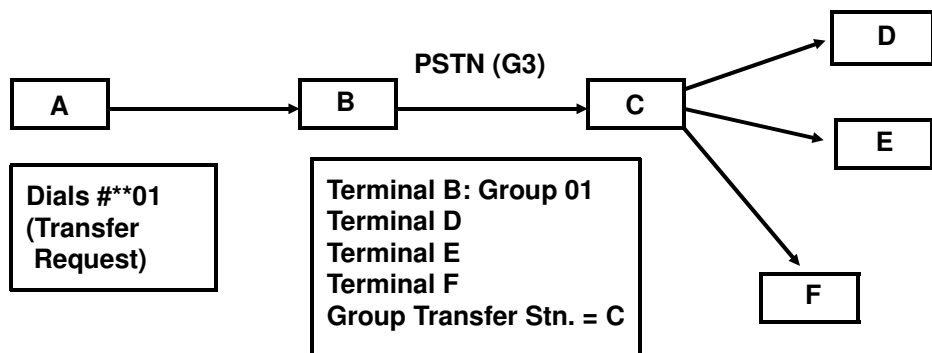 D
PSTN (G3)
A
B
C
E
Dials #**01
(Transfer
Request)
Terminal B: Group 01
Terminal D
Terminal E
Terminal F
Group Transfer Stn. = C
F